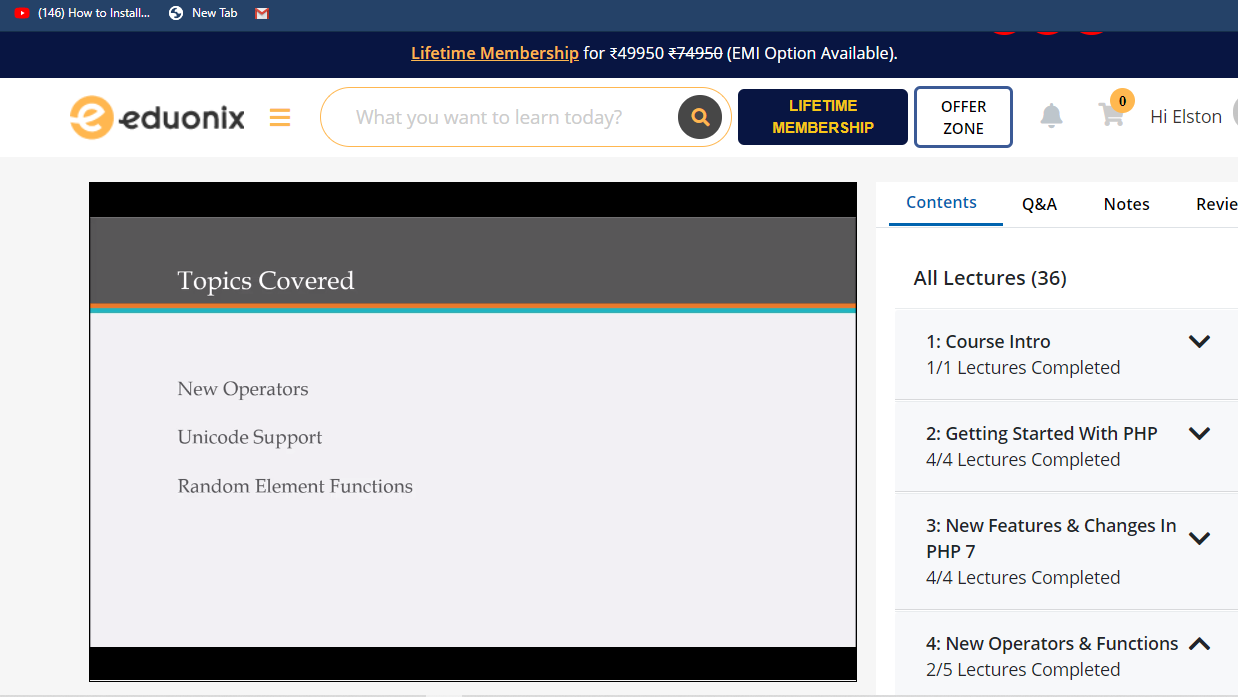 (146) How to Install...
New Tab
Lifetime Membership for ₹49950 ₹74950 (EMI Option Available).
eduonix
What you want to learn today?
LIFETIME
MEMBERSHIP
OFFER
ZONE
0
Hi Elston
Topics Covered
New Operators
Unicode Support
Random Element Functions
Contents
Q&A
Notes
Revie
All Lectures (36)
1: Course Intro
1/1 Lectures Completed
2: Getting Started With PHP
4/4 Lectures Completed
3: New Features & Changes In
PHP 7
4/4 Lectures Completed
4: New Operators & Functions
2/5 Lectures Completed